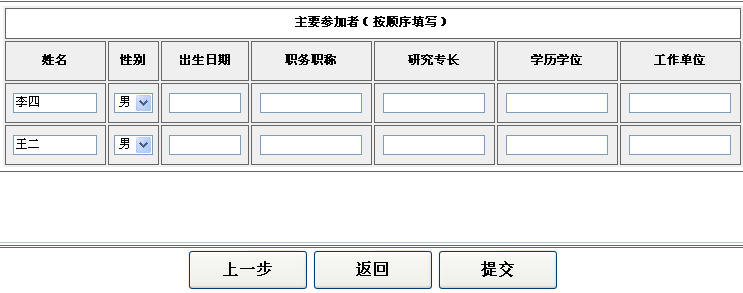 主要参加者（按顺序填写）
姓名 性别 出生日期 职务职称 研究专长 学历学位 工作单位
李四 男
王二 男
上一步 返回 提交